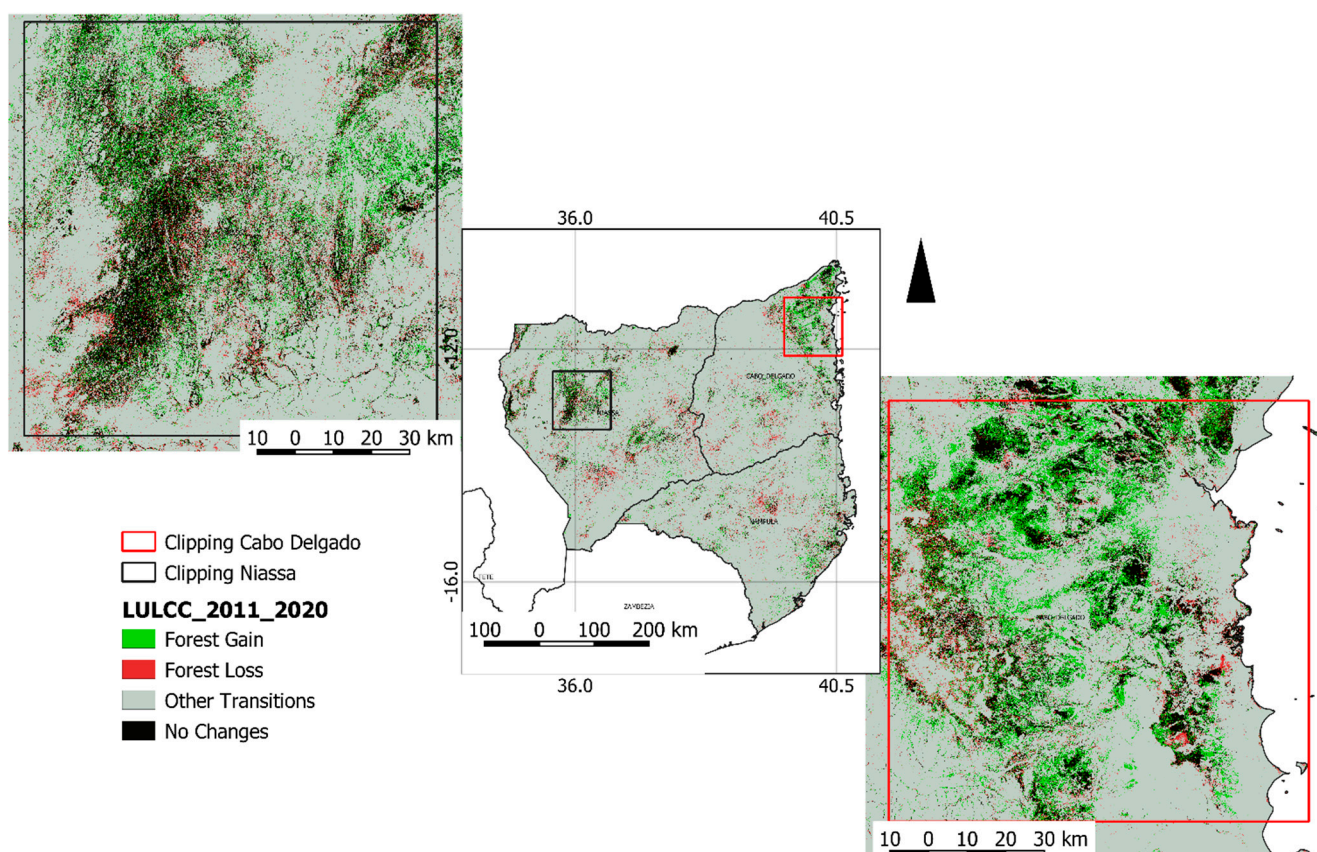 36.0 40.5
-12.0
CABO_DELGADO
NIASSA
10 0 10 20 30 km
NAMPULA
TETE
-16.0
ZAMBEZIA
100 0 100 200 km
36.0 40.5
Clipping Cabo Delgado
Clipping Niassa
LULCC_2011_2020
Forest Gain
Forest Loss
Other Transitions
No Changes
CABO_DELGADO
10 0 10 20 30 km